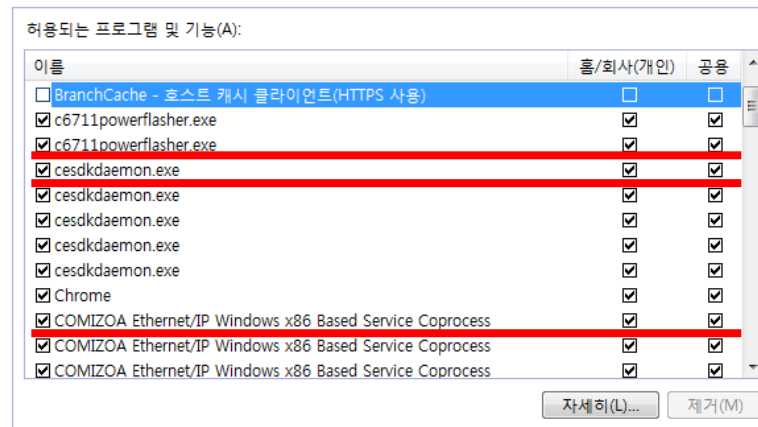 허용되는 프로그램 및 기능(A):
이름 홈/회사(개인) 공용
BranchCache - 호스트 캐시 클라이언트(HTTPS 사용)
c6711powerflasher.exe
c6711powerflasher.exe
cesdkdaemon.exe
cesdkdaemon.exe
cesdkdaemon.exe
cesdkdaemon.exe
cesdkdaemon.exe
Chrome
COMIZOA Ethernet/IP Windows x86 Based Service Coprocess
COMIZOA Ethernet/IP Windows x86 Based Service Coprocess
COMIZOA Ethernet/IP Windows x86 Based Service Coprocess
자세히(L)... 제거(M)